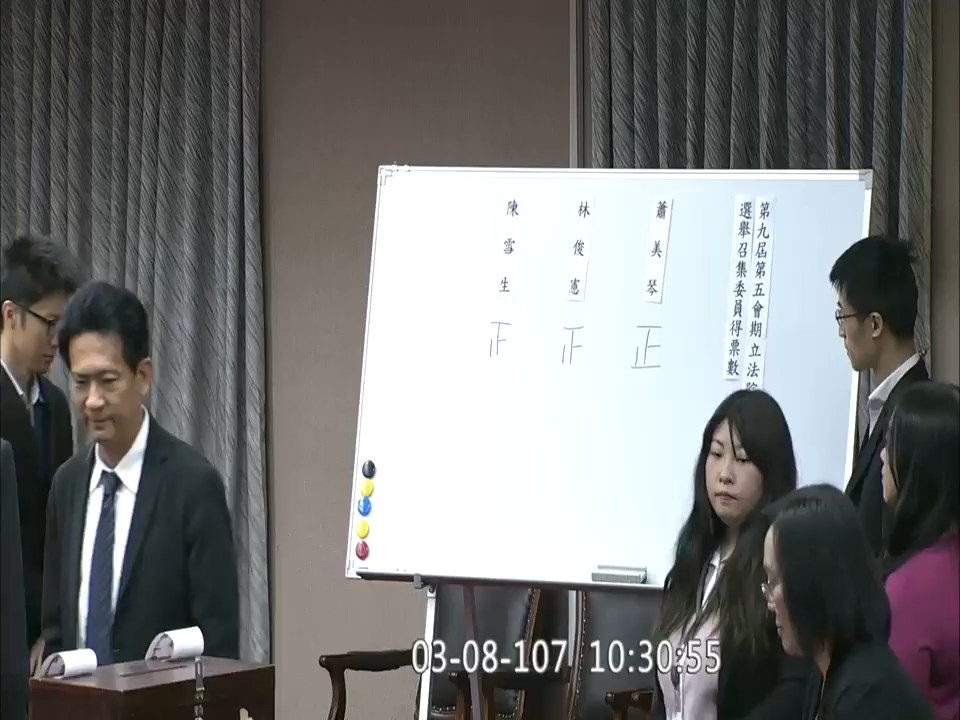 第九屆第五會期立法院
選舉召集委員得票數
蕭美琴 正
林俊憲 正
陳雪生 正
03-08-107 10:30:55